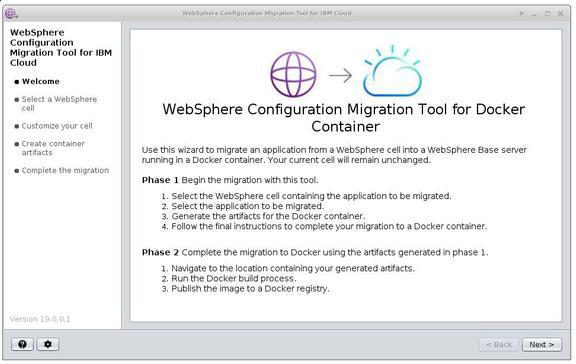 WebSphere Configuration Migration Tool for IBM Cloud
WebSphere
Configuration
Migration Tool for IBM
Cloud
Welcome
Select a WebSphere
cell
Customize your cell
Create container
artifacts
Complete the migration
Version 19.0.0.1
WebSphere Configuration Migration Tool for Docker
Container
Use this wizard to migrate an application from a WebSphere cell into a WebSphere Base server
running in a Docker container. Your current cell will remain unchanged.
Phase 1 Begin the migration with this tool.
1. Select the WebSphere cell containing the application to be migrated.
2. Select the application to be migrated.
3. Generate the artifacts for the Docker container.
4. Follow the final instructions to complete your migration to a Docker container.
Phase 2 Complete the migration to Docker using the artifacts generated in phase 1.
1. Navigate to the location containing your generated artifacts.
2. Run the Docker build process.
3. Publish the image to a Docker registry.
?
< Back
Next >